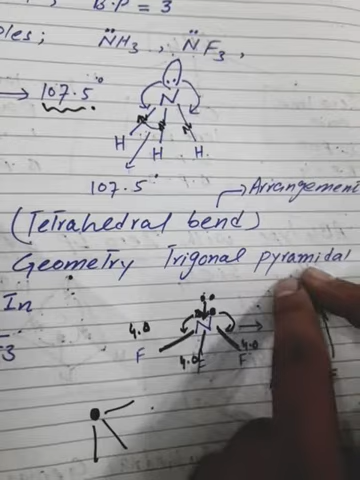 B.P = 3
ples; N̈H3 , N̈F3 ,
→ 107.5°
N
H H H.
107.5°
→ Arrangement
(Tetrahedral bend)
Geometry Trigonal pyramidal
In
3
N →
4.0 4.0 4.0
F F F